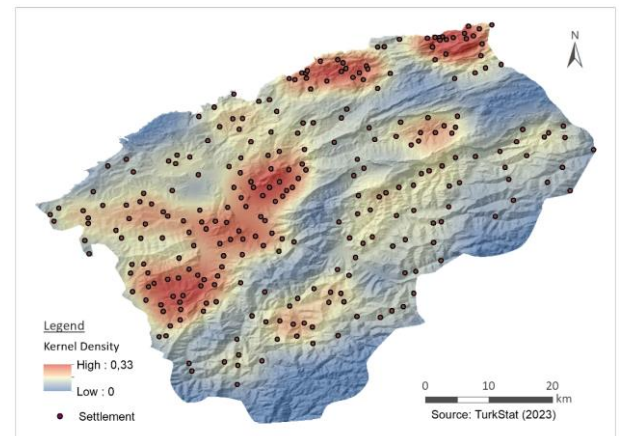 N
Legend
Kernel Density
High : 0,33
Low : 0
Settlement
0 10 20
km
Source: TurkStat (2023)